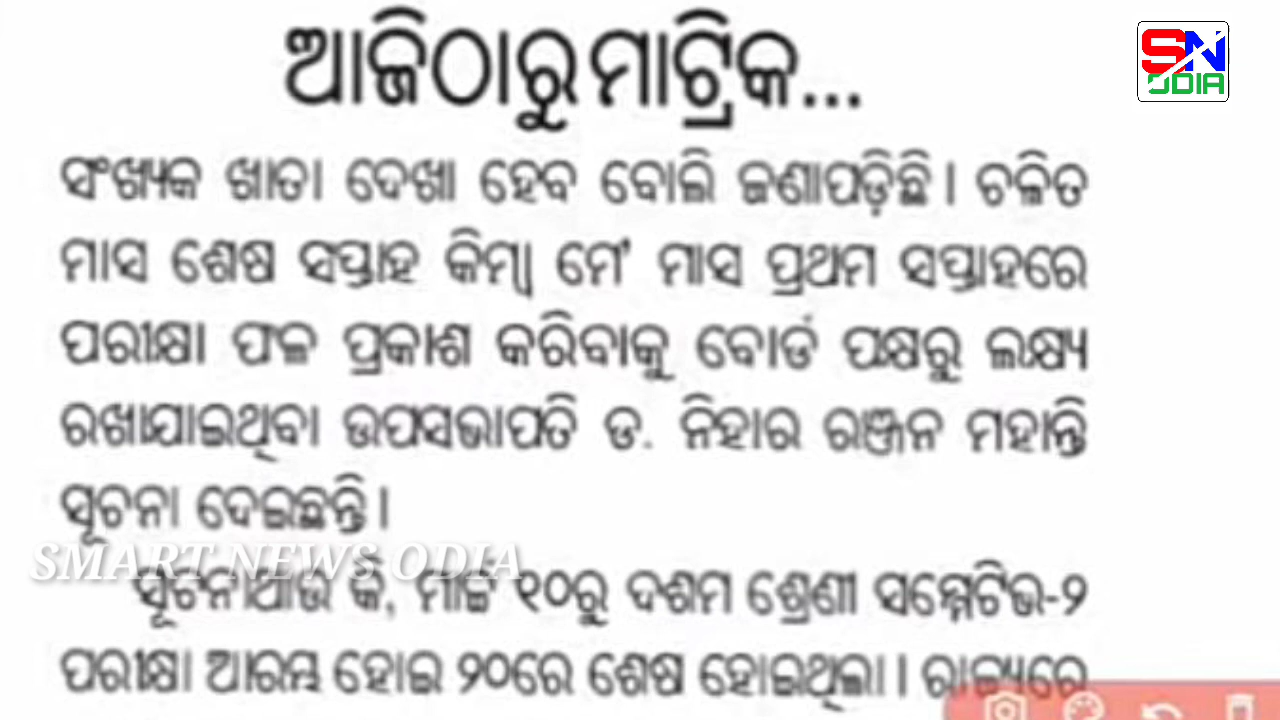 ଆଜିଠାରୁ ମାଟ୍ରିକ...
SN
ODIA
ସଂଖ୍ୟକ ଖାତା ଦେଖା ହେବ ବୋଲି ଜଣାପଡ଼ିଛି । ଚଳିତ
ମାସ ଶେଷ ସପ୍ତାହ କିମ୍ବା ମେ' ମାସ ପ୍ରଥମ ସପ୍ତାହରେ
ପରୀକ୍ଷା ଫଳ ପ୍ରକାଶ କରିବାକୁ ବୋର୍ଡ ପକ୍ଷରୁ ଲକ୍ଷ୍ୟ
ରଖାଯାଇଥିବା ଉପସଭାପତି ଡ. ନିହାର ରଞ୍ଜନ ମହାନ୍ତି
ସୂଚନା ଦେଇଛନ୍ତି ।
SMART NEWS ODIA
ସୂଚନାଯାଉ କି, ମାର୍ଚ୍ଚ ୧୦ରୁ ଦଶମ ଶ୍ରେଣୀ ସମ୍ମେଟିଭ-୨
ପରୀକ୍ଷା ଆରମ୍ଭ ହୋଇ ୨୦ରେ ଶେଷ ହୋଇଥିଲା । ରାଜ୍ୟରେ